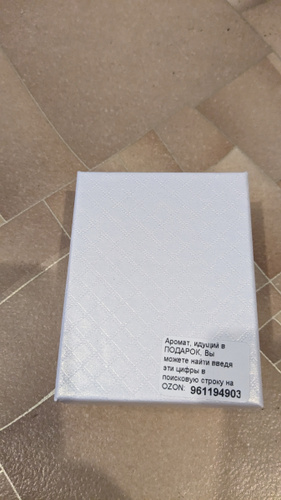 Аромат, идущий в
ПОДАРОК, Вы
можете найти введя
эти цифры в
поисковую строку на
OZON: 961194903